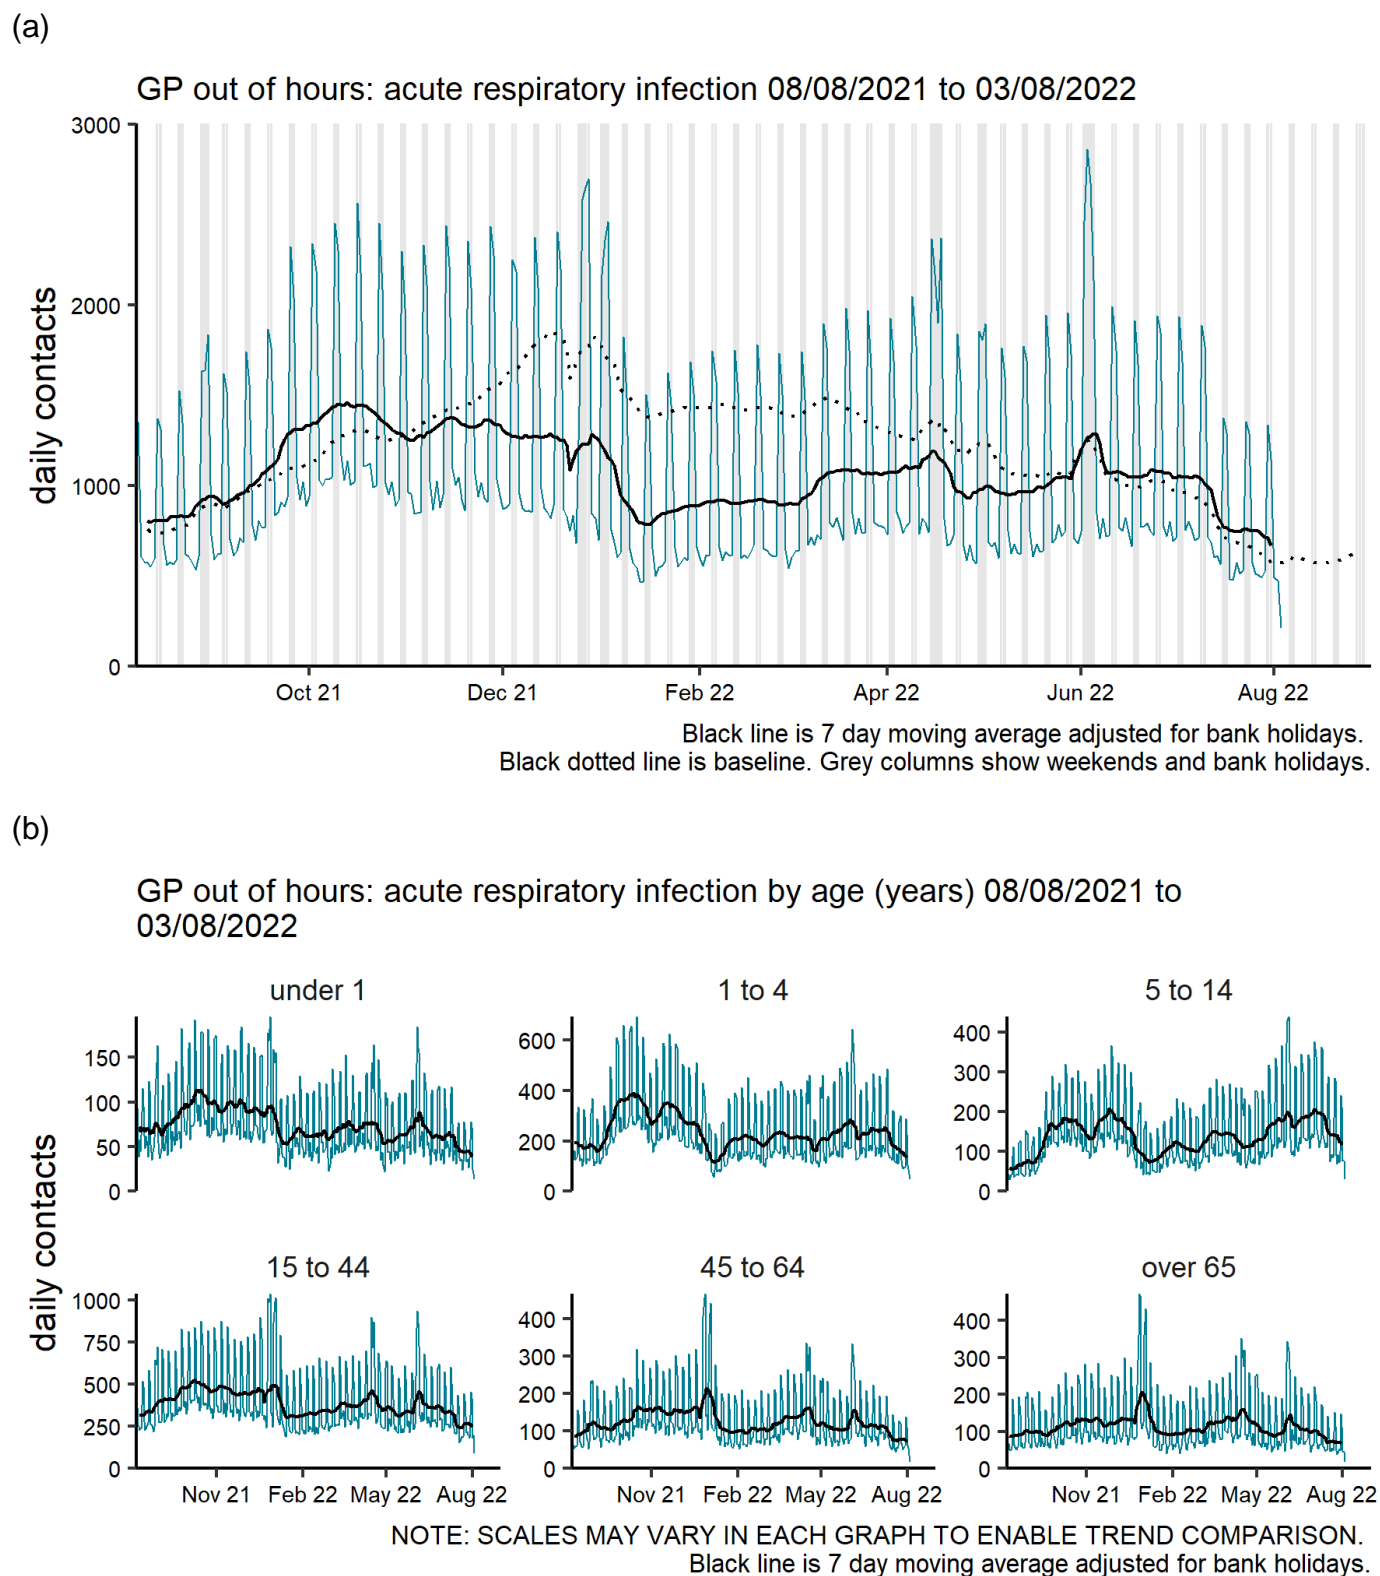 (a)
GP out of hours: acute respiratory infection 08/08/2021 to 03/08/2022
daily contacts
3000
2000
1000
0
Oct 21 Dec 21 Feb 22 Apr 22 Jun 22 Aug 22
Black line is 7 day moving average adjusted for bank holidays.
Black dotted line is baseline. Grey columns show weekends and bank holidays.
(b)
GP out of hours: acute respiratory infection by age (years) 08/08/2021 to
03/08/2022
daily contacts
under 1
150
100
50
0
1 to 4
600
400
200
0
5 to 14
400
300
200
100
0
15 to 44
1000
750
500
250
0
Nov 21 Feb 22 May 22 Aug 22
45 to 64
400
300
200
100
0
Nov 21 Feb 22 May 22 Aug 22
over 65
400
300
200
100
0
Nov 21 Feb 22 May 22 Aug 22
NOTE: SCALES MAY VARY IN EACH GRAPH TO ENABLE TREND COMPARISON.
Black line is 7 day moving average adjusted for bank holidays.